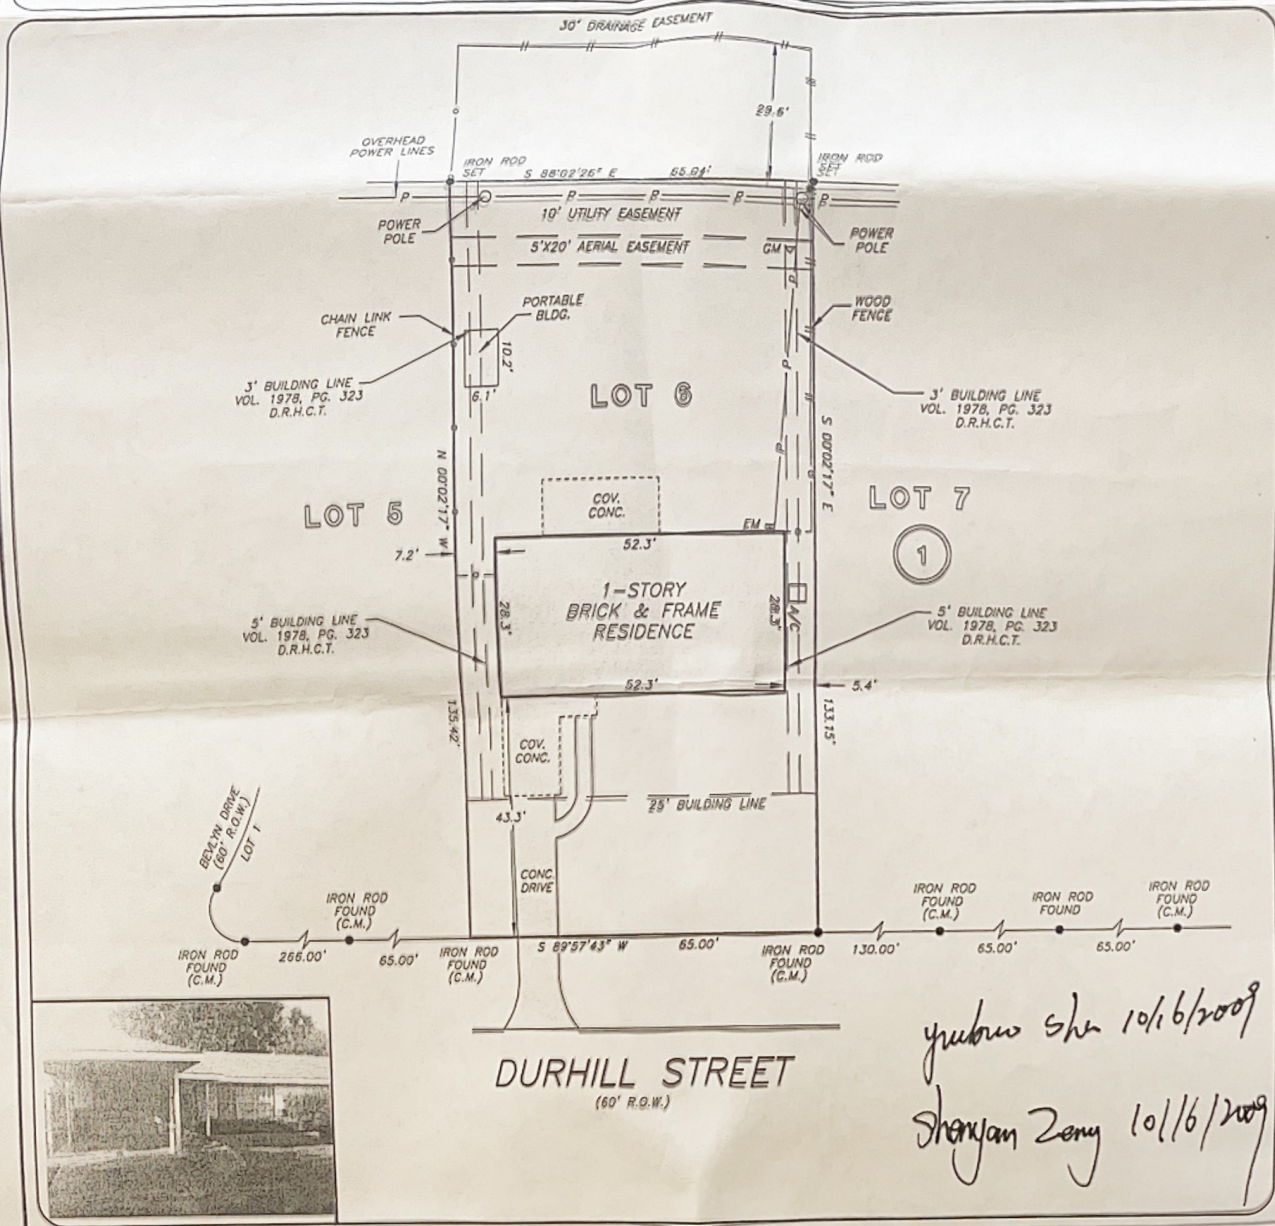 30' DRAINAGE EASEMENT
29.6'
OVERHEAD
POWER LINES
IRON ROD
SET
S 88°02'26" E
65.04'
IRON ROD
SET
P
P
P
P
P
10' UTILITY EASEMENT
POWER
POLE
POWER
POLE
5'X20' AERIAL EASEMENT
GM
PORTABLE
BLDG.
CHAIN LINK
FENCE
WOOD
FENCE
10.2'
6.1'
3' BUILDING LINE
VOL. 1978, PG. 323
D.R.H.C.T.
LOT 6
3' BUILDING LINE
VOL. 1978, PG. 323
D.R.H.C.T.
N 00°02'17" W
S 00°02'17" E
LOT 5
COV.
CONC.
LOT 7
EM
7.2'
52.3'
1
1-STORY
BRICK & FRAME
RESIDENCE
28.3'
28.3'
A/C
5' BUILDING LINE
VOL. 1978, PG. 323
D.R.H.C.T.
5' BUILDING LINE
VOL. 1978, PG. 323
D.R.H.C.T.
52.3'
5.4'
135.42'
133.15'
COV.
CONC.
25' BUILDING LINE
43.3'
BEVLYN DRIVE
(60' R.O.W.)
LOT 1
CONC.
DRIVE
IRON ROD
FOUND
(C.M.)
IRON ROD
FOUND
(C.M.)
IRON ROD
FOUND
IRON ROD
FOUND
(C.M.)
IRON ROD
FOUND
(C.M.)
266.00'
65.00'
IRON ROD
FOUND
(C.M.)
S 89°57'43" W
65.00'
IRON ROD
FOUND
(C.M.)
130.00'
65.00'
65.00'
DURHILL STREET
(60' R.O.W.)
10/16/2009
10/16/2009